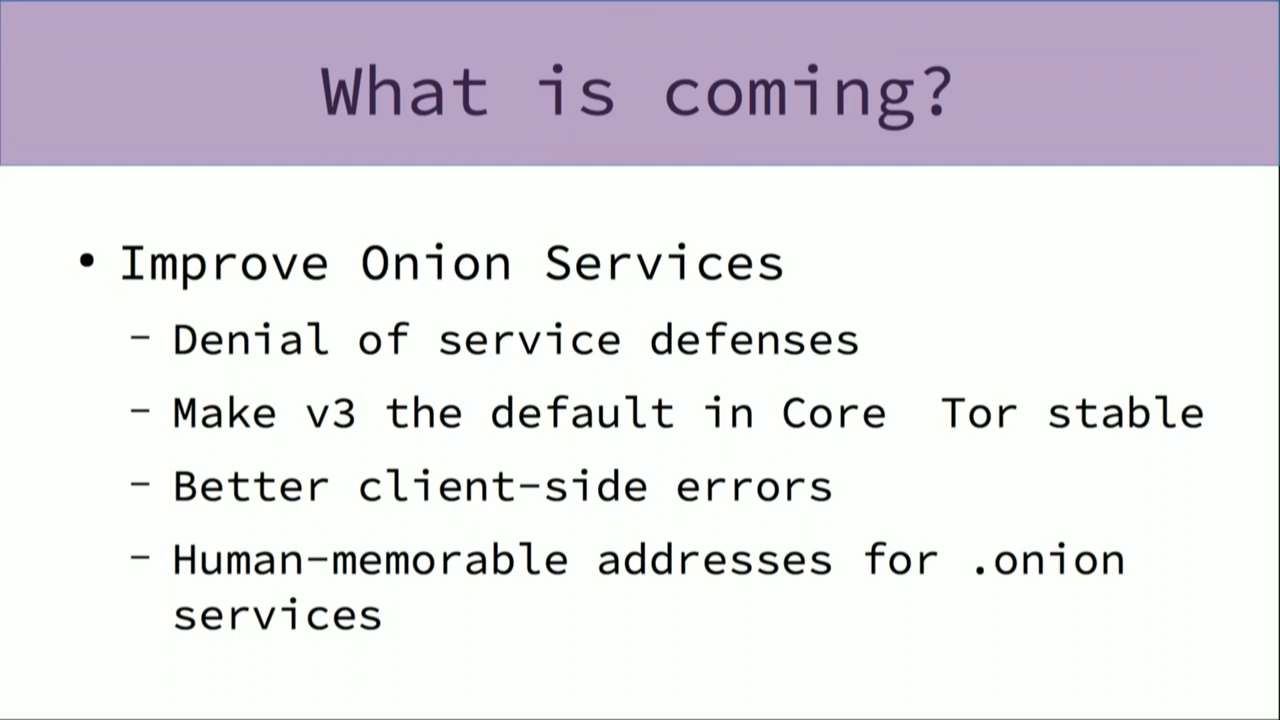 What is coming?
• Improve Onion Services
– Denial of service defenses
– Make v3 the default in Core  Tor stable
– Better client-side errors
– Human-memorable addresses for .onion
services